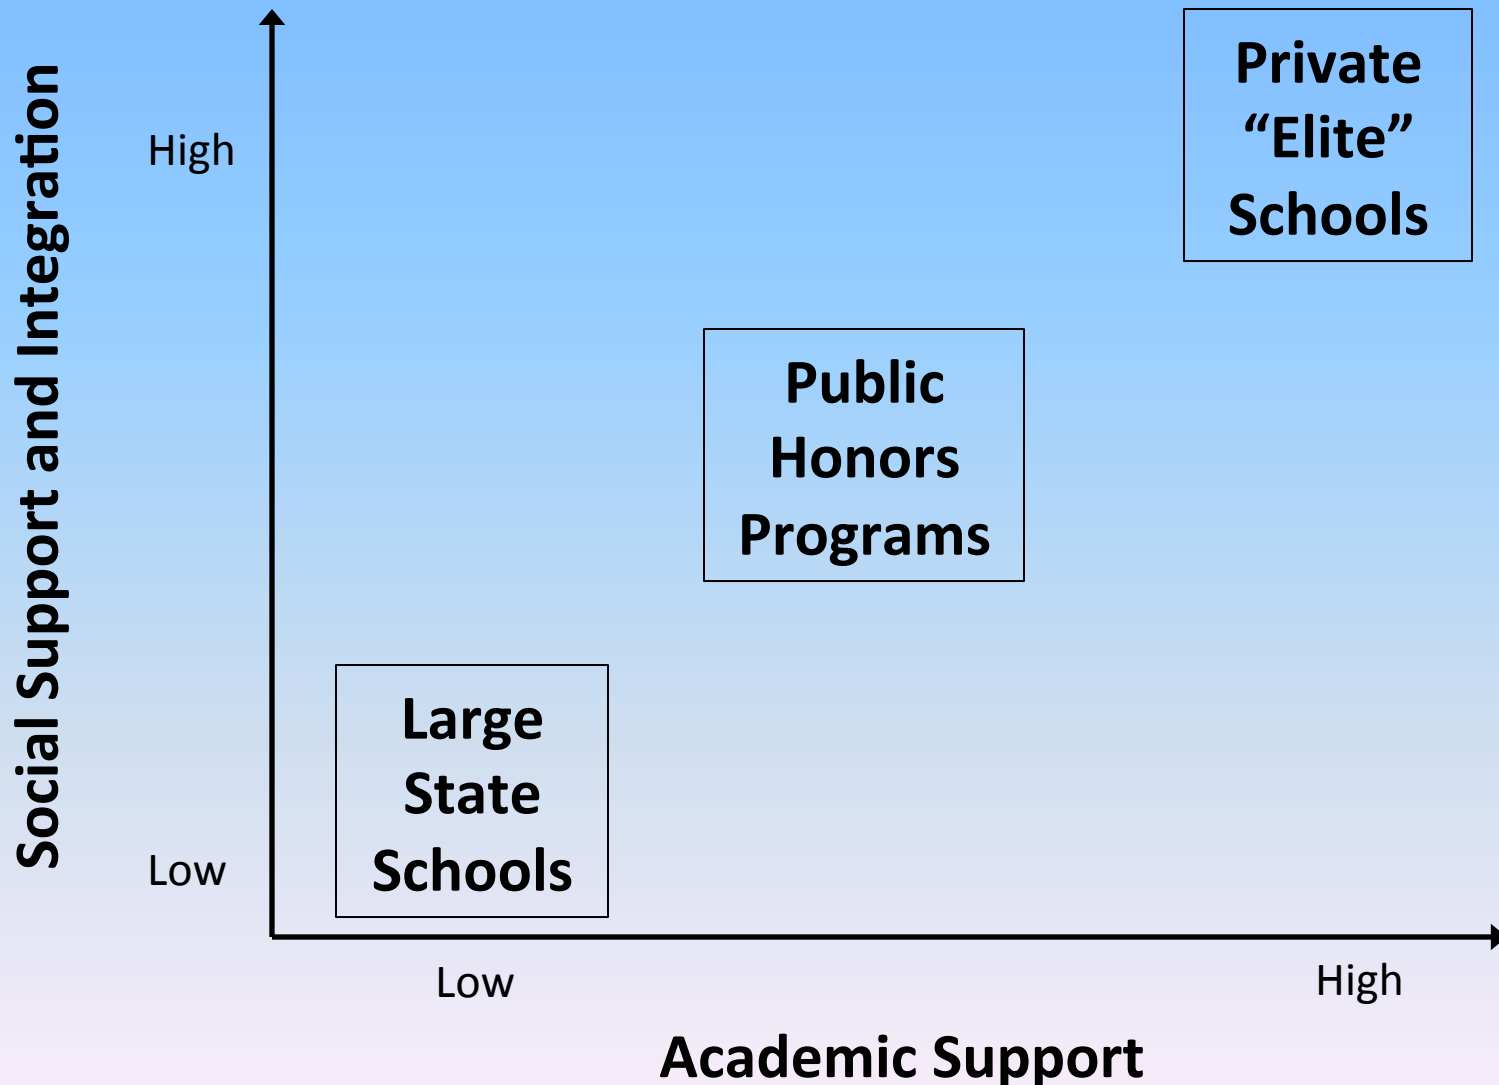 Social Support and Integration
High
Low
Private
“Elite”
Schools
Public
Honors
Programs
Large
State
Schools
Low
High
Academic Support